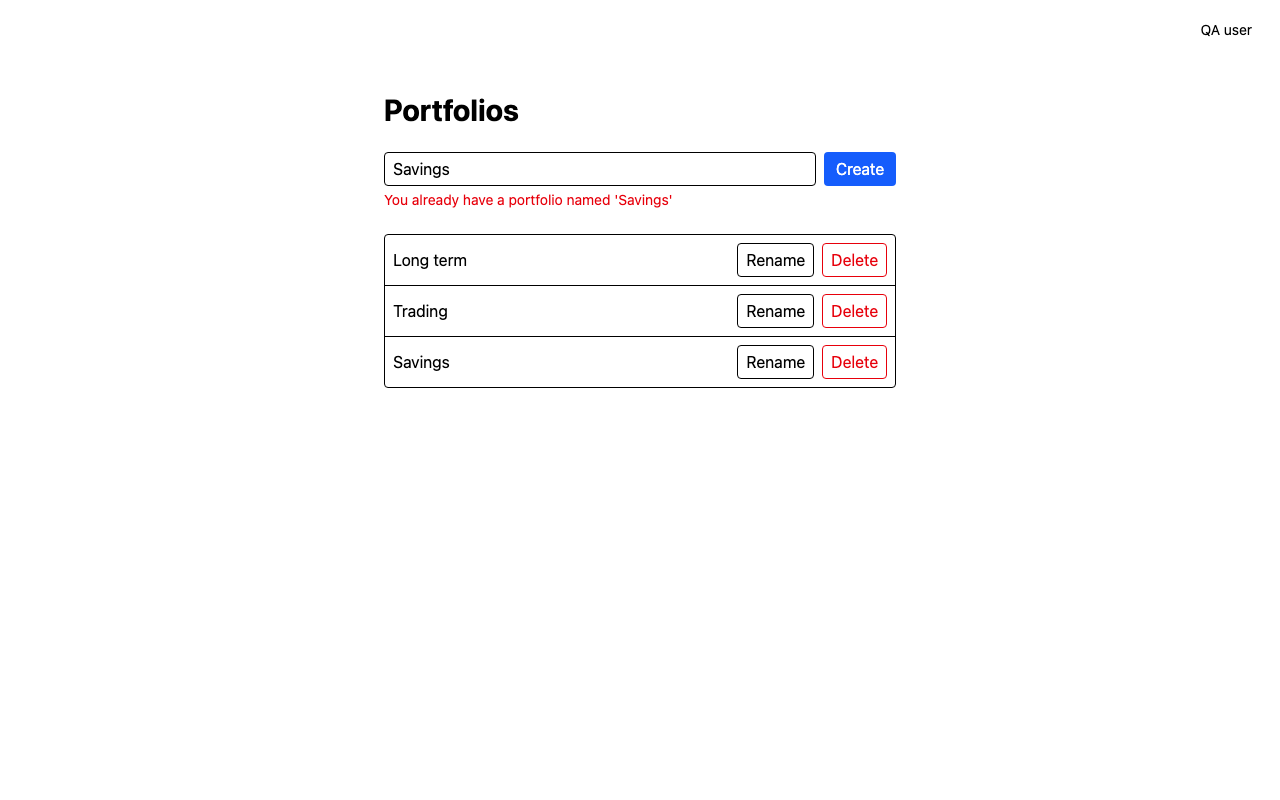 QA user
Portfolios
Savings Create
You already have a portfolio named 'Savings'
Long term Rename Delete
Trading Rename Delete
Savings Rename Delete